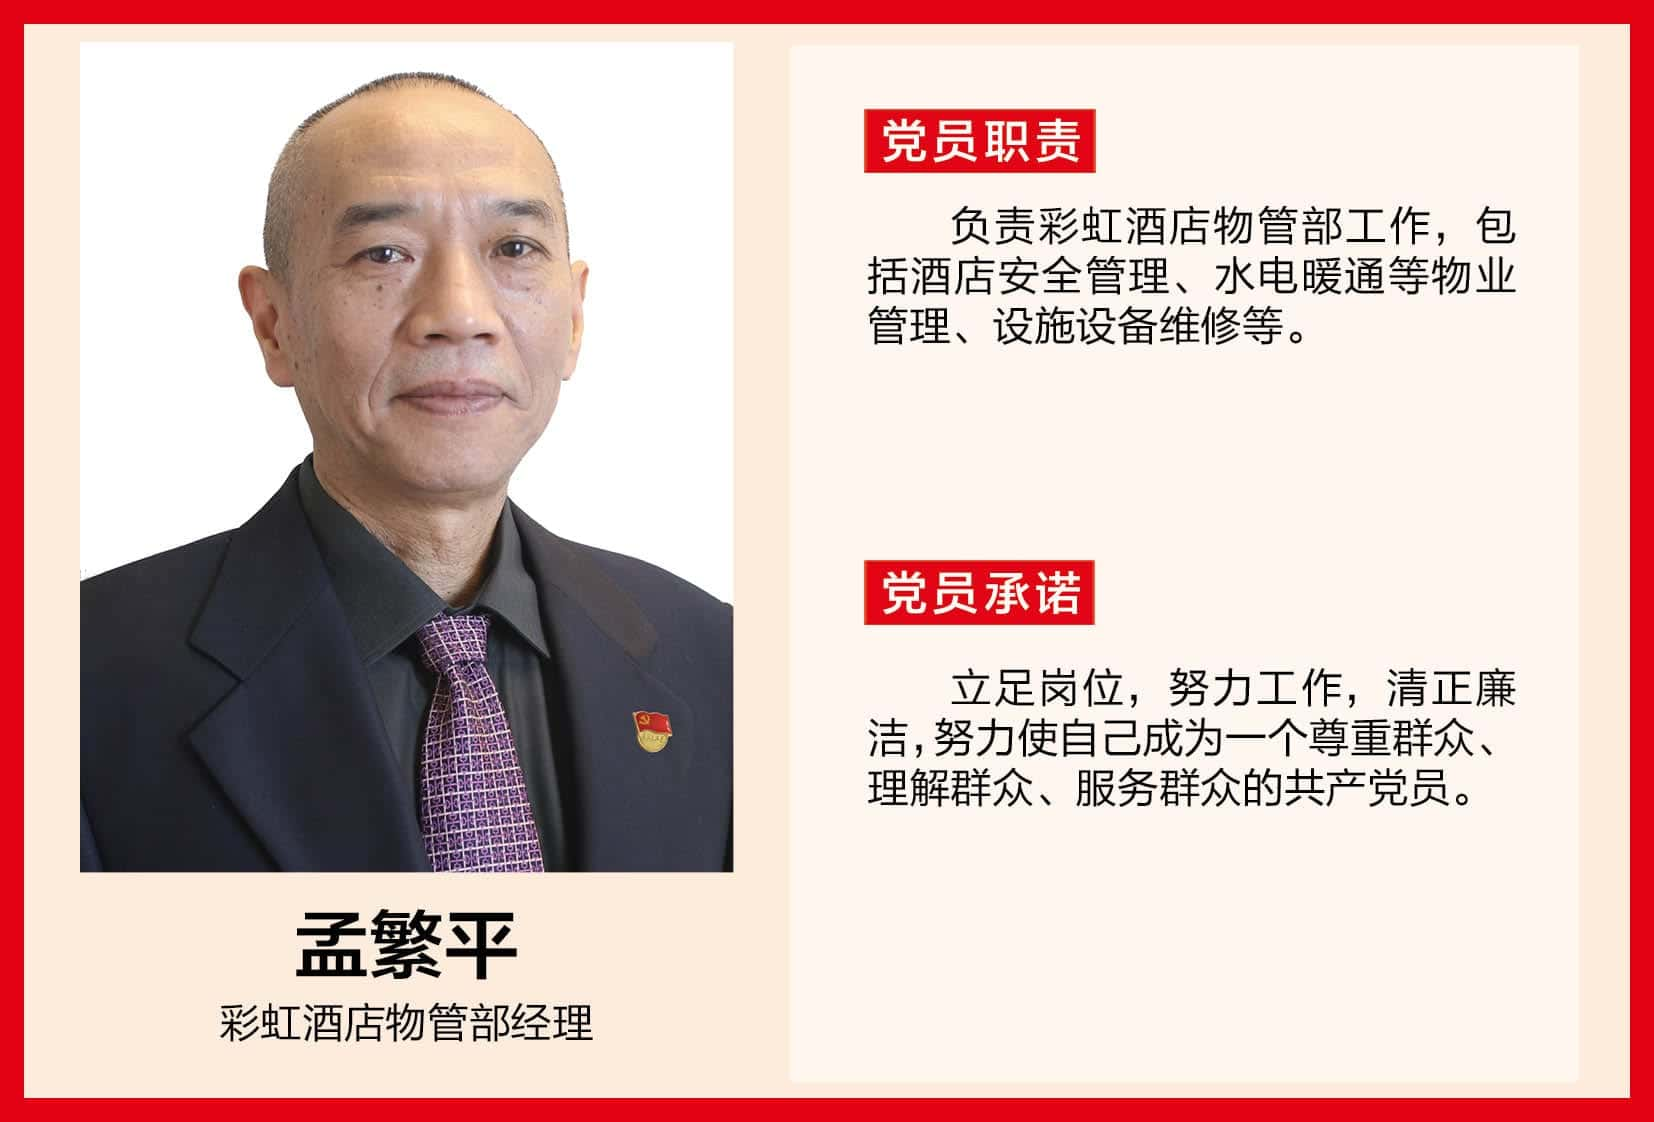 党员职责
负责彩虹酒店物管部工作，包
括酒店安全管理、水电暖通等物业
管理、设施设备维修等。
党员承诺
立足岗位，努力工作，清正廉
洁，努力使自己成为一个尊重群众、
理解群众、服务群众的共产党员。
孟繁平
彩虹酒店物管部经理